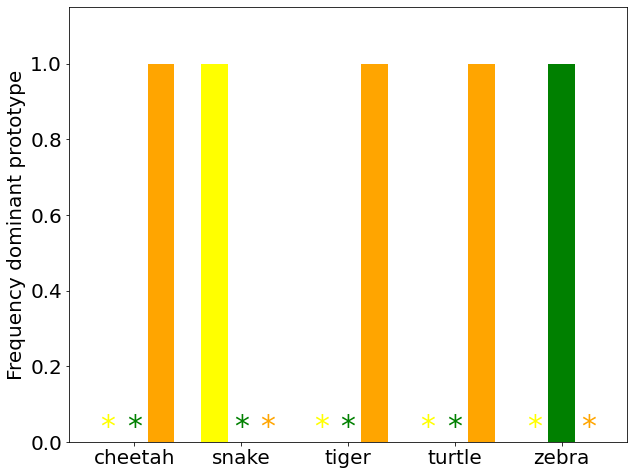 Frequency dominant prototype
1.0
0.8
0.6
0.4
0.2
0.0
* * * * * * * * * *
cheetah snake tiger turtle zebra